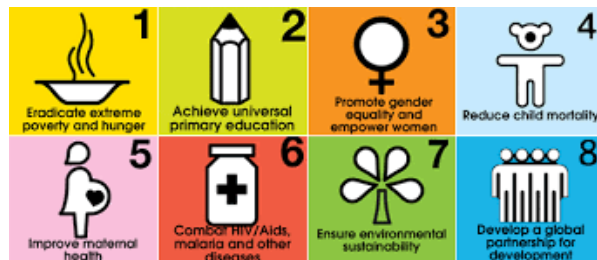 1
Eradicate extreme
poverty and hunger
2
Achieve universal
primary education
3
Promote gender
equality and
empower women
4
Reduce child mortality
5
Improve maternal
health
6
Combat HIV/Aids,
malaria and other
diseases
7
Ensure environmental
sustainability
8
Develop a global
partnership for
development